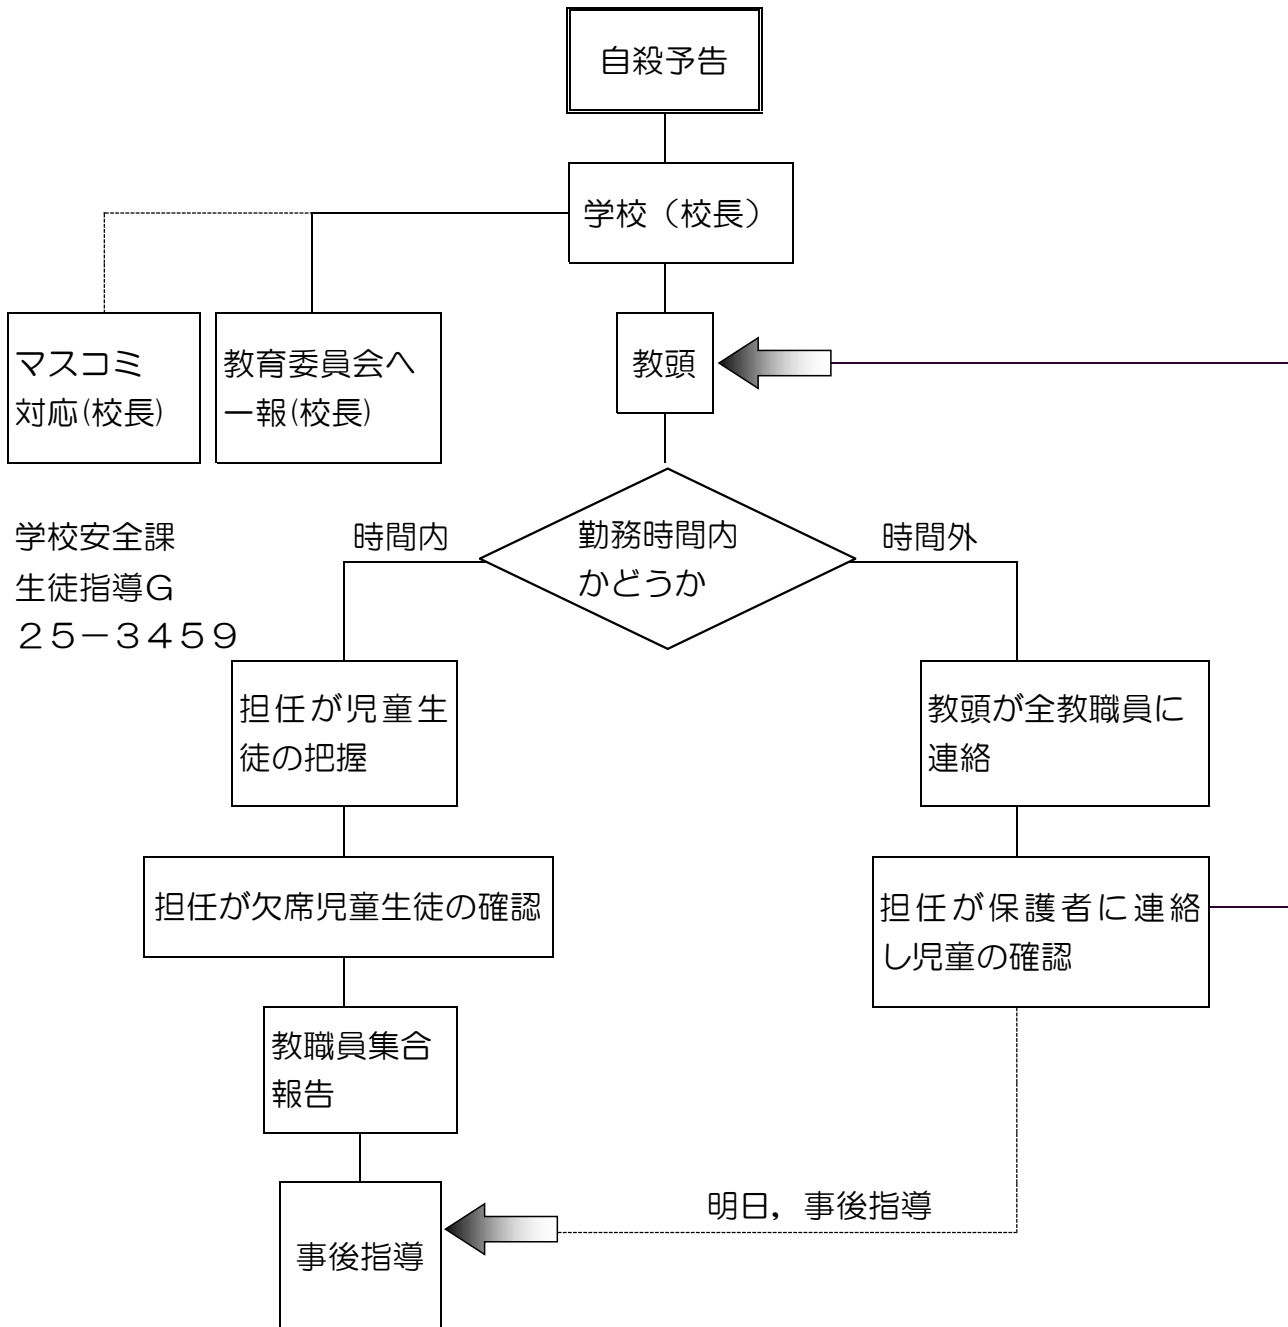 自殺予告
学校（校長）
マスコミ
対応(校長)
教育委員会へ
一報(校長)
教頭
学校安全課
生徒指導Ｇ
２５－３４５９
時間内
勤務時間内
かどうか
時間外
担任が児童生
徒の把握
教頭が全教職員に
連絡
担任が欠席児童生徒の確認
担任が保護者に連絡
し児童の確認
教職員集合
報告
明日，事後指導
事後指導